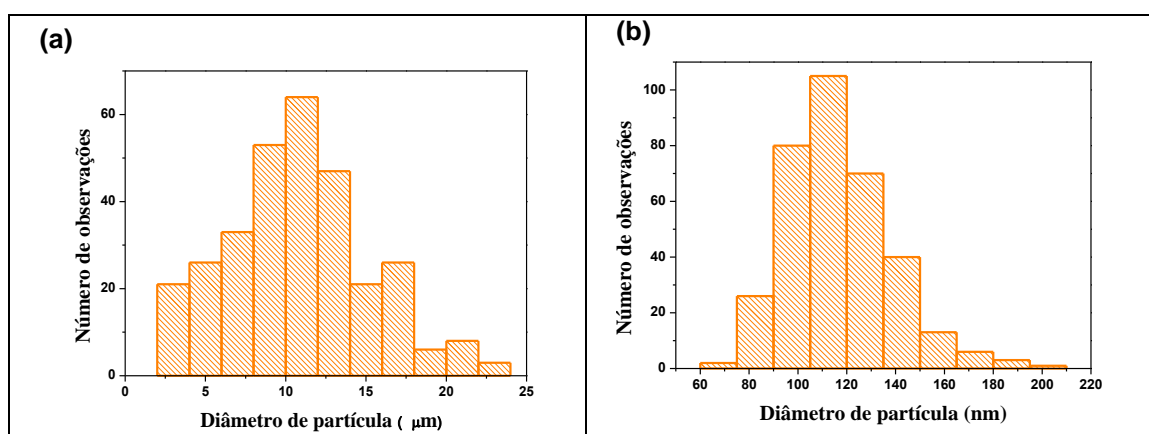 (a)
Número de observações
60
40
20
0
0 5 10 15 20 25
Diâmetro de partícula ( μm)
(b)
Número de observações
100
80
60
40
20
0
60 80 100 120 140 160 180 200 220
Diâmetro de partícula (nm)